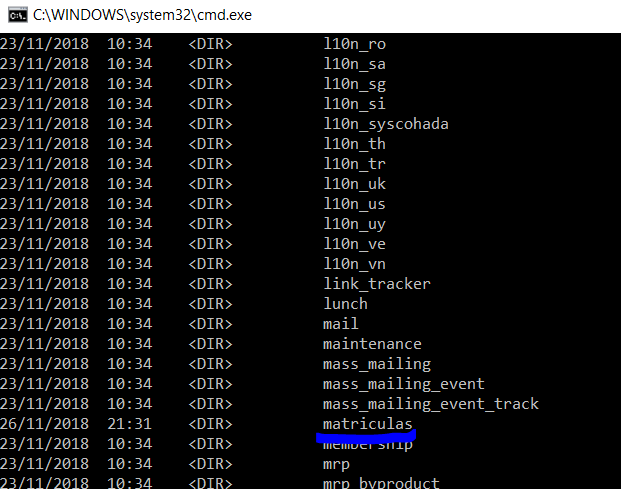 C:\WINDOWS\system32\cmd.exe
23/11/2018  10:34    <DIR>          l10n_ro
23/11/2018  10:34    <DIR>          l10n_sa
23/11/2018  10:34    <DIR>          l10n_sg
23/11/2018  10:34    <DIR>          l10n_si
23/11/2018  10:34    <DIR>          l10n_syscohada
23/11/2018  10:34    <DIR>          l10n_th
23/11/2018  10:34    <DIR>          l10n_tr
23/11/2018  10:34    <DIR>          l10n_uk
23/11/2018  10:34    <DIR>          l10n_us
23/11/2018  10:34    <DIR>          l10n_uy
23/11/2018  10:34    <DIR>          l10n_ve
23/11/2018  10:34    <DIR>          l10n_vn
23/11/2018  10:34    <DIR>          link_tracker
23/11/2018  10:34    <DIR>          lunch
23/11/2018  10:34    <DIR>          mail
23/11/2018  10:34    <DIR>          maintenance
23/11/2018  10:34    <DIR>          mass_mailing
23/11/2018  10:34    <DIR>          mass_mailing_event
23/11/2018  10:34    <DIR>          mass_mailing_event_track
26/11/2018  21:31    <DIR>          matriculas
23/11/2018  10:34    <DIR>          membership
23/11/2018  10:34    <DIR>          mrp
23/11/2018  10:34    <DIR>          mrp_byproduct